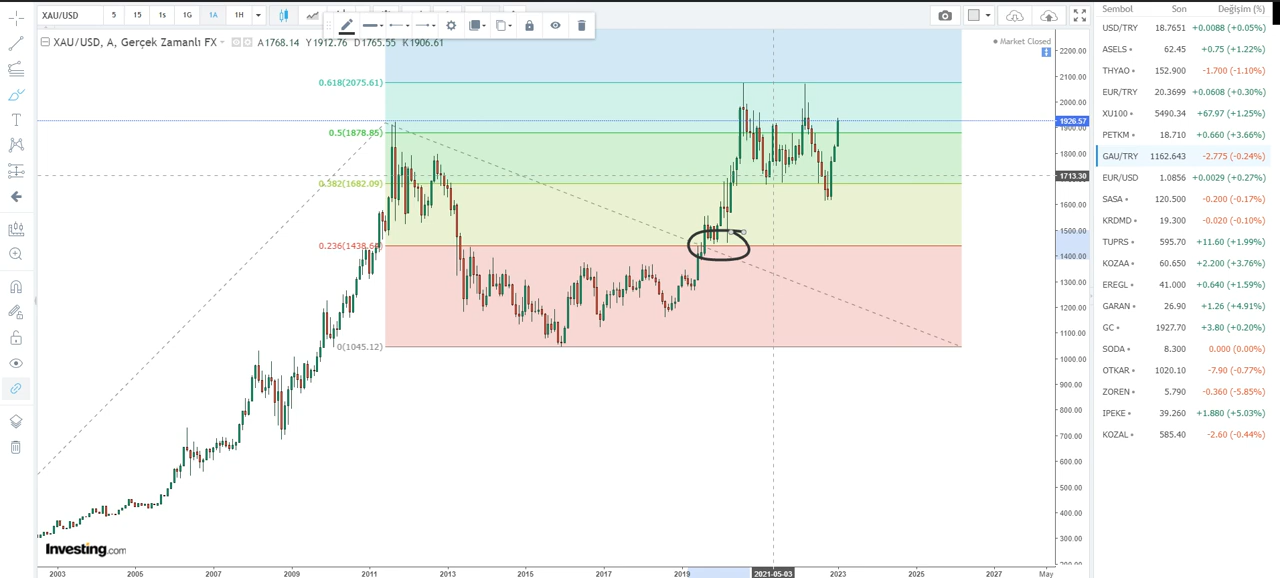 XAU/USD 5 15 1s 1G 1A 1H
XAU/USD, A, Gerçek Zamanlı FX A1768.14 Y1912.76 D1765.55 K1906.61
Market Closed
0.618(2075.61)
0.5(1878.85)
0.382(1682.09)
0(1045.12)
2200.00
2100.00
2000.00
1926.57
1800.00
1713.30
1600.00
1500.00
1400.00
1300.00
1200.00
1100.00
1000.00
900.00
800.00
700.00
600.00
500.00
400.00
300.00
Investing.com
2003 2005 2007 2009 2011 2013 2015 2017 2019 2021-05-03 2023 2025 2027 May
Sembol Son Değişim (%)
USD/TRY 18.7651 +0.0088 (+0.05%)
ASELS 62.45 +0.75 (+1.22%)
THYAO 152.900 -1.700 (-1.10%)
EUR/TRY 20.3699 +0.0608 (+0.30%)
XU100 5490.34 +67.97 (+1.25%)
PETKM 18.710 +0.660 (+3.66%)
GAU/TRY 1162.643 -2.775 (-0.24%)
EUR/USD 1.0856 +0.0029 (+0.27%)
SASA 120.500 -0.200 (-0.17%)
KRDMD 19.300 -0.020 (-0.10%)
TUPRS 595.70 +11.60 (+1.99%)
KOZAA 60.650 +2.200 (+3.76%)
EREGL 41.000 +0.640 (+1.59%)
GARAN 26.90 +1.26 (+4.91%)
GC 1927.70 +3.80 (+0.20%)
SODA 8.300 0.000 (0.00%)
OTKAR 1020.10 -7.90 (-0.77%)
ZOREN 5.790 -0.360 (-5.85%)
IPEKE 39.260 +1.880 (+5.03%)
KOZAL 585.40 -2.60 (-0.44%)